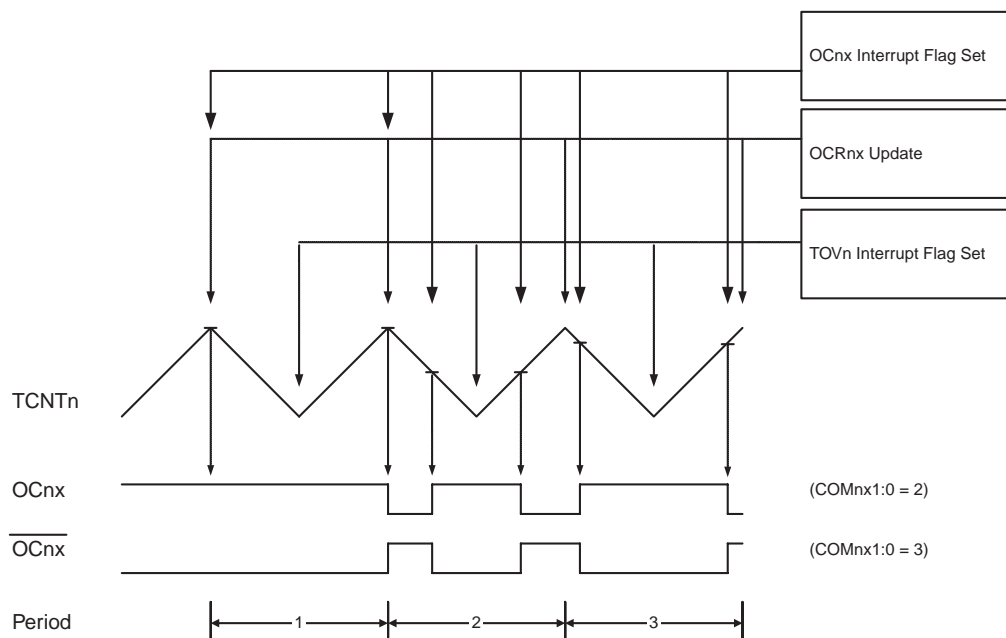 OCnx Interrupt Flag Set
OCRnx Update
TOVn Interrupt Flag Set
TCNTn
OCnx (COMnx1:0 = 2)
OCnx (COMnx1:0 = 3)
Period 1 2 3